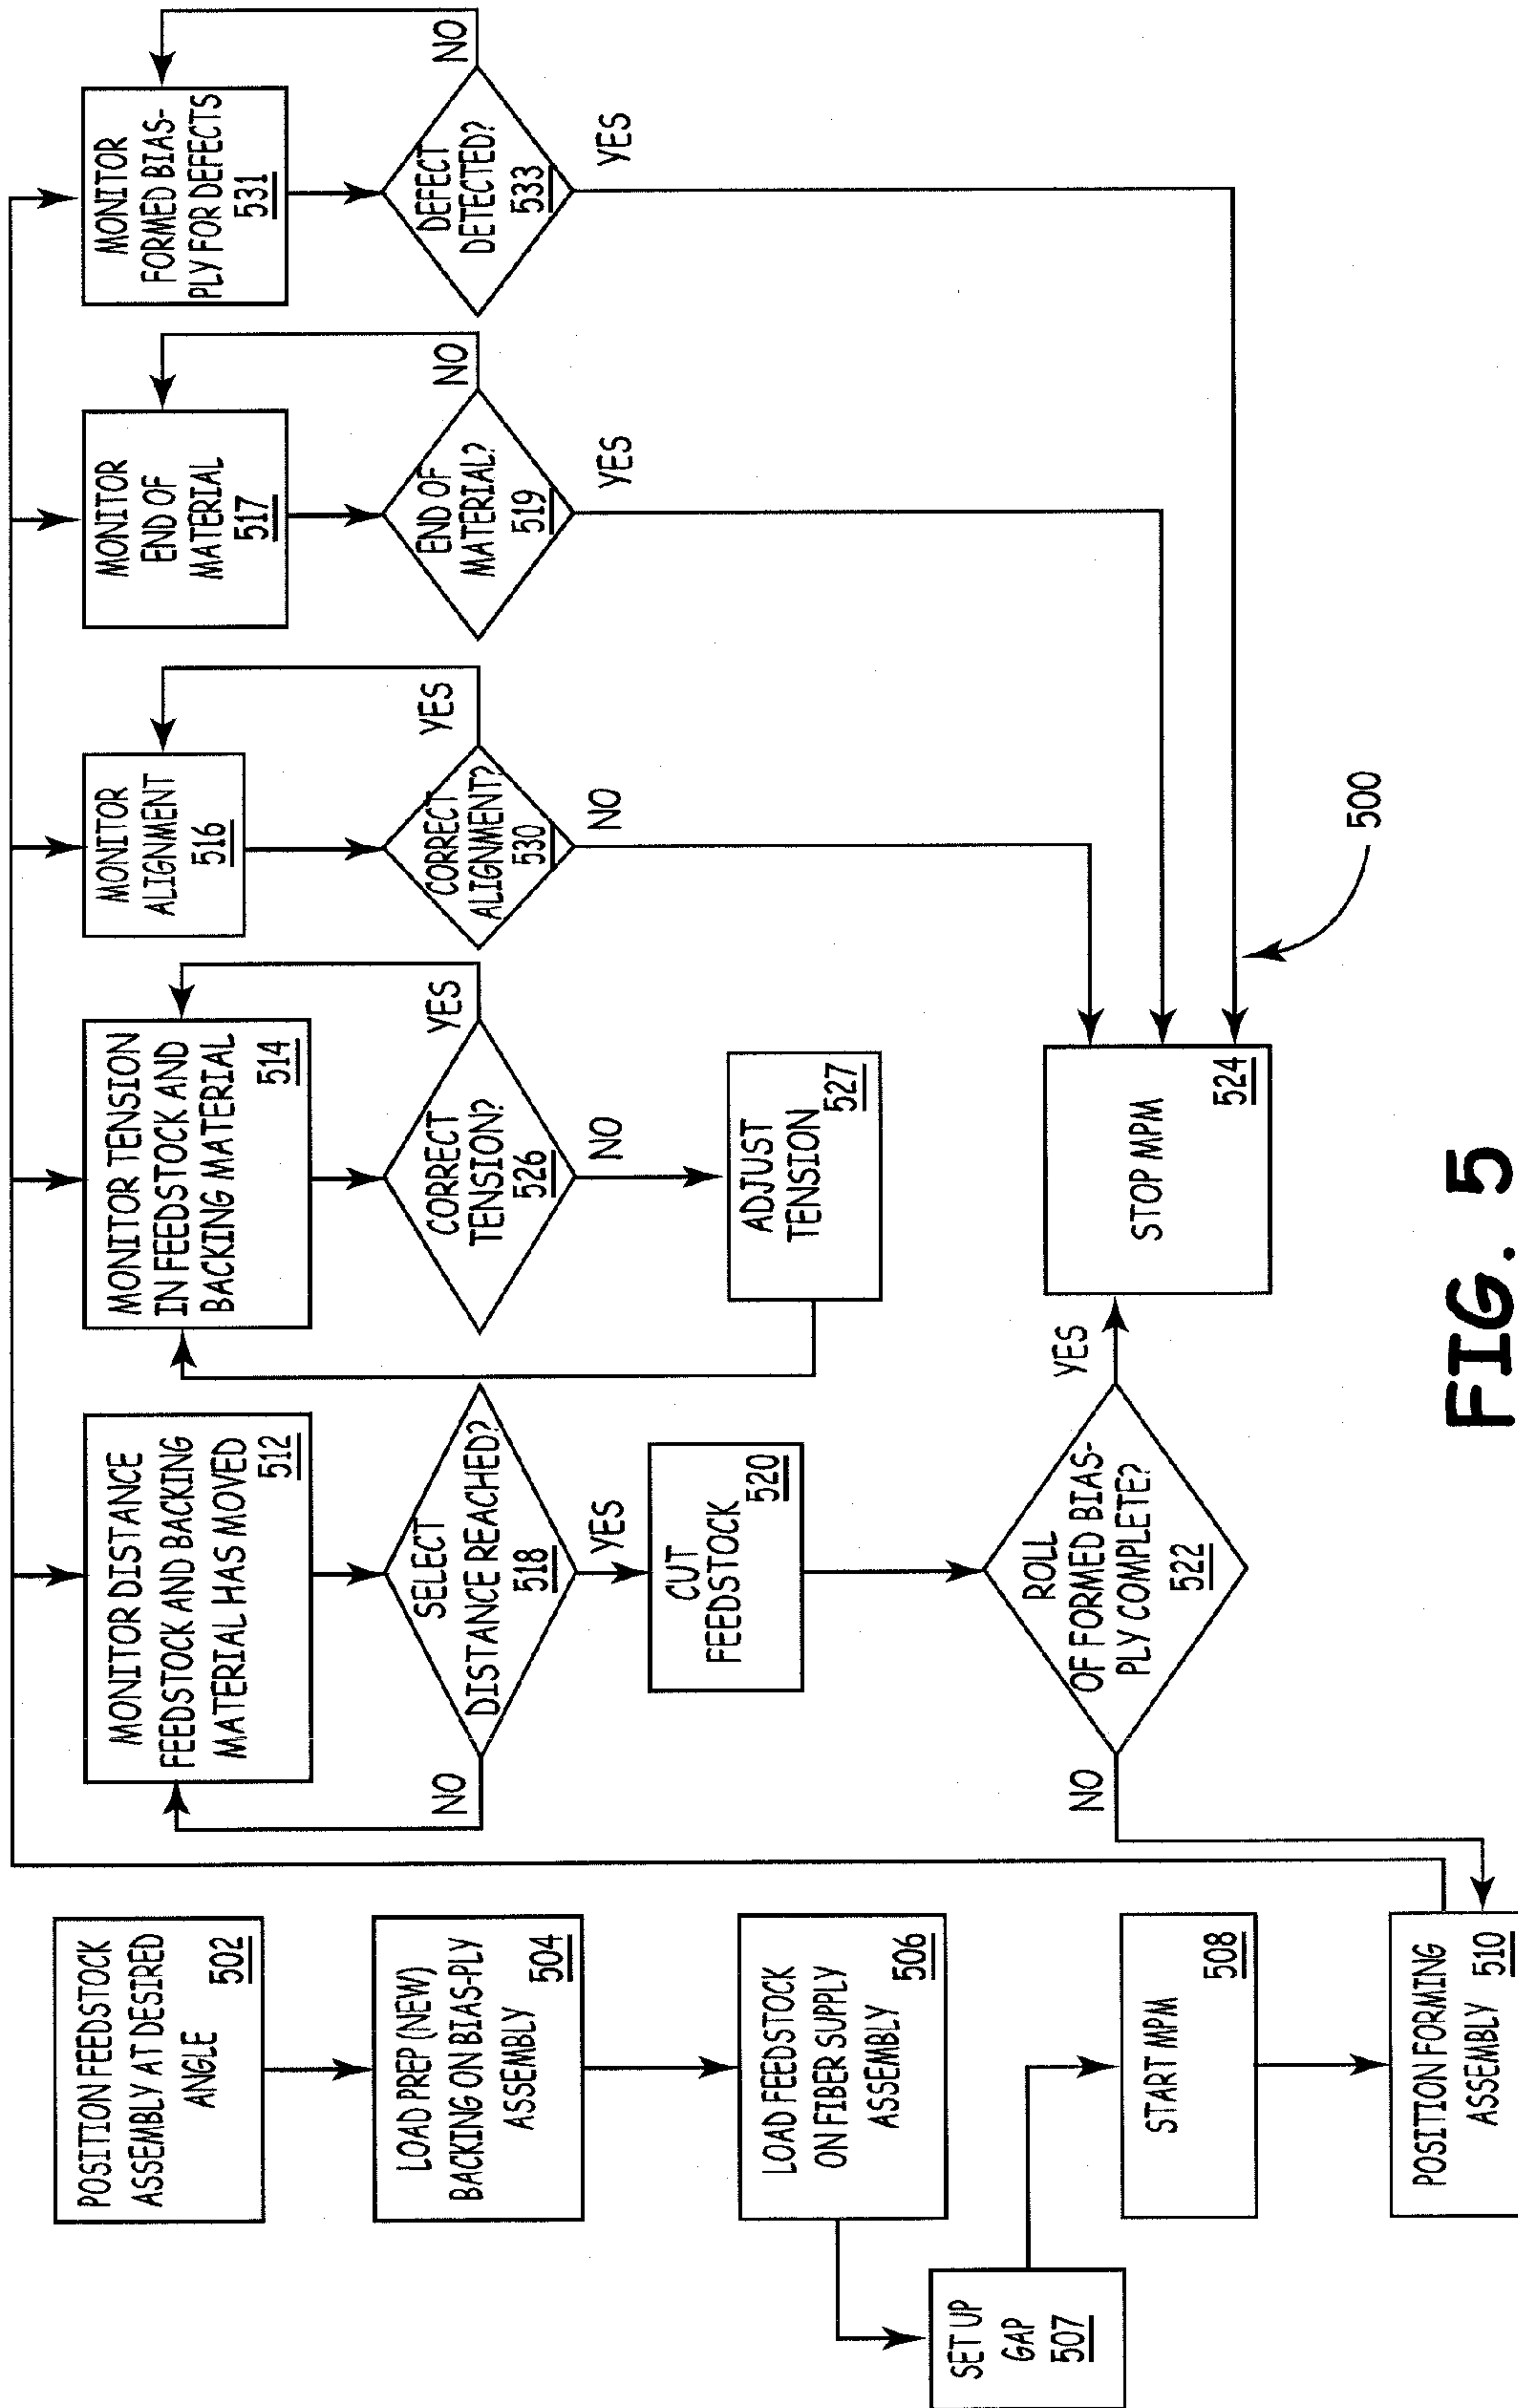 POSITION FEEDSTOCK
ASSEMBLY AT DESIRED
ANGLE
502
LOAD PREP (NEW)
BACKING ON BIAS-PLY
ASSEMBLY
504
LOAD FEEDSTOCK
ON FIBER SUPPLY
ASSEMBLY
506
SET UP
GAP
507
START MPM
508
POSITION FORMING
ASSEMBLY
510
MONITOR DISTANCE
FEEDSTOCK AND BACKING
MATERIAL HAS MOVED
512
SELECT
DISTANCE REACHED?
518
NO
YES
CUT
FEEDSTOCK
520
ROLL
OF FORMED BIAS-
PLY COMPLETE?
522
NO
YES
MONITOR TENSION
IN FEEDSTOCK AND
BACKING MATERIAL
514
CORRECT
TENSION?
526
YES
NO
ADJUST
TENSION
527
STOP MPM
524
MONITOR
ALIGNMENT
516
CORRECT
ALIGNMENT?
530
YES
NO
MONITOR
END OF
MATERIAL
517
END OF
MATERIAL?
519
NO
YES
MONITOR
FORMED BIAS-
PLY FOR DEFECTS
531
DEFECT
DETECTED?
533
NO
YES
500
FIG. 5